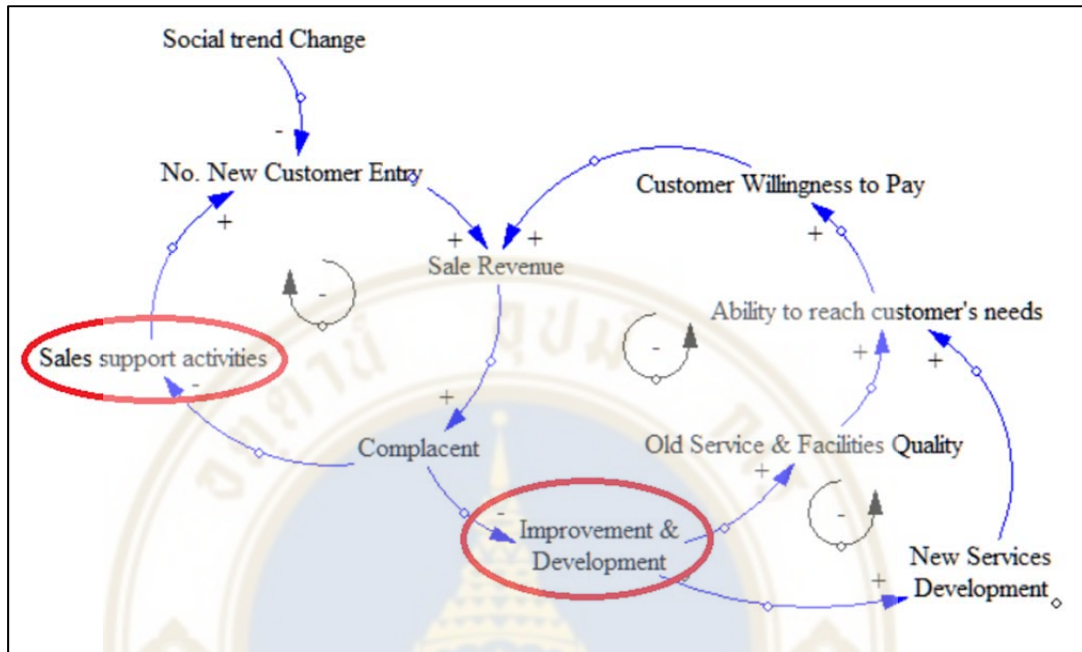 Social trend Change
-
No. New Customer Entry
Customer Willingness to Pay
+
+
+
+
Sale Revenue
-
Ability to reach customer's needs
-
+
+
Sales support activities
-
+
Complacent
Old Service & Facilities Quality
+
-
-
Improvement &
Development
New Services
Development
+